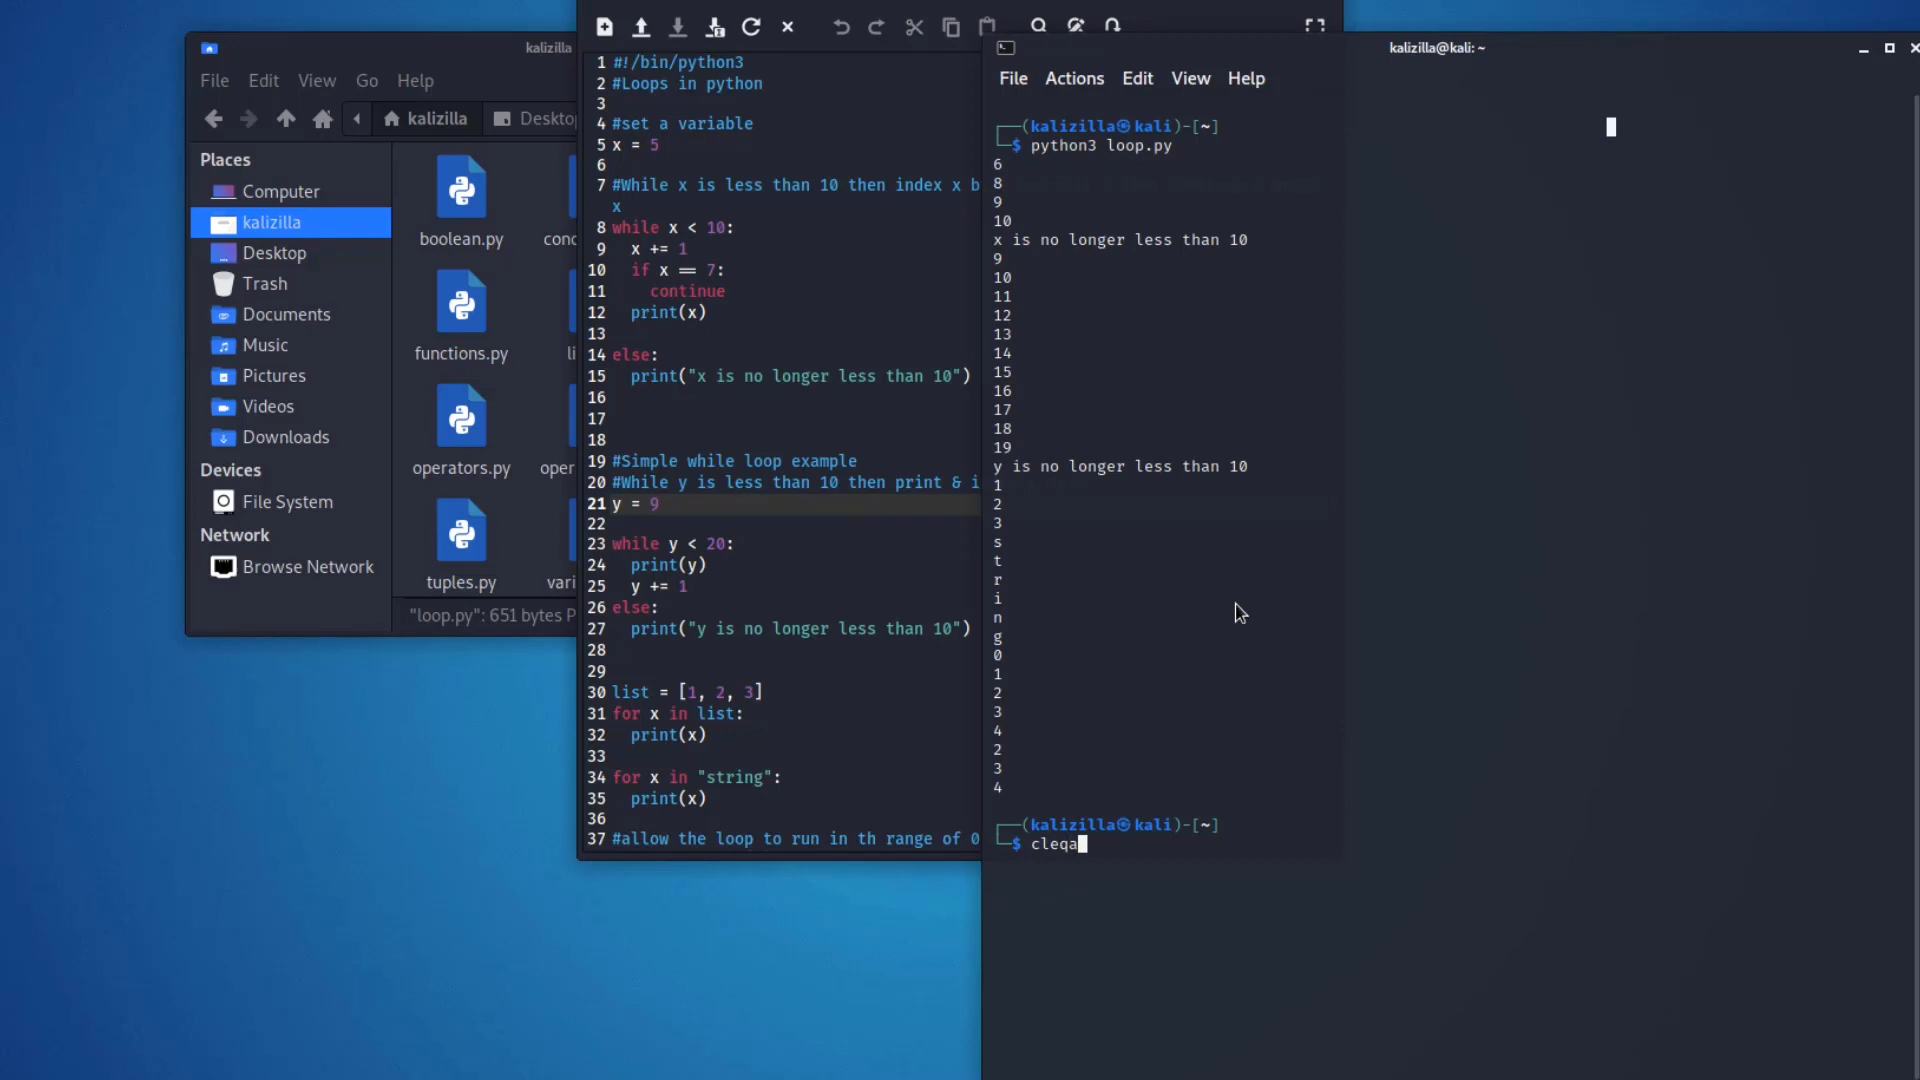 kalizilla
File Edit View Go Help
kalizilla
Places
Computer
kalizilla
Desktop
Trash
Documents
Music
Pictures
Videos
Downloads
Devices
File System
Network
Browse Network
boolean.py
functions.py
operators.py
oper
tuples.py
vari
"loop.py": 651 bytes P
1 #!/bin/python3
2 #Loops in python
3
4 #set a variable
5 x = 5
6
7 #While x is less than 10 then index x b
x
8 while x < 10:
9 x += 1
10 if x == 7:
11 continue
12 print(x)
13
14 else:
15 print("x is no longer less than 10")
16
17
18
19 #Simple while loop example
20 #While y is less than 10 then print & i
21 y = 9
22
23 while y < 20:
24 print(y)
25 y += 1
26 else:
27 print("y is no longer less than 10")
28
29
30 list = [1, 2, 3]
31 for x in list:
32 print(x)
33
34 for x in "string":
35 print(x)
36
37 #allow the loop to run in th range of 0
kalizilla@kali: ~
File Actions Edit View Help
┌──(kalizilla㉿kali)-[~]
└─$ python3 loop.py
6
8
9
10
x is no longer less than 10
9
10
11
12
13
14
15
16
17
18
19
y is no longer less than 10
1
2
3
s
t
r
i
n
g
0
1
2
3
4
2
3
4
┌──(kalizilla㉿kali)-[~]
└─$ cleqa